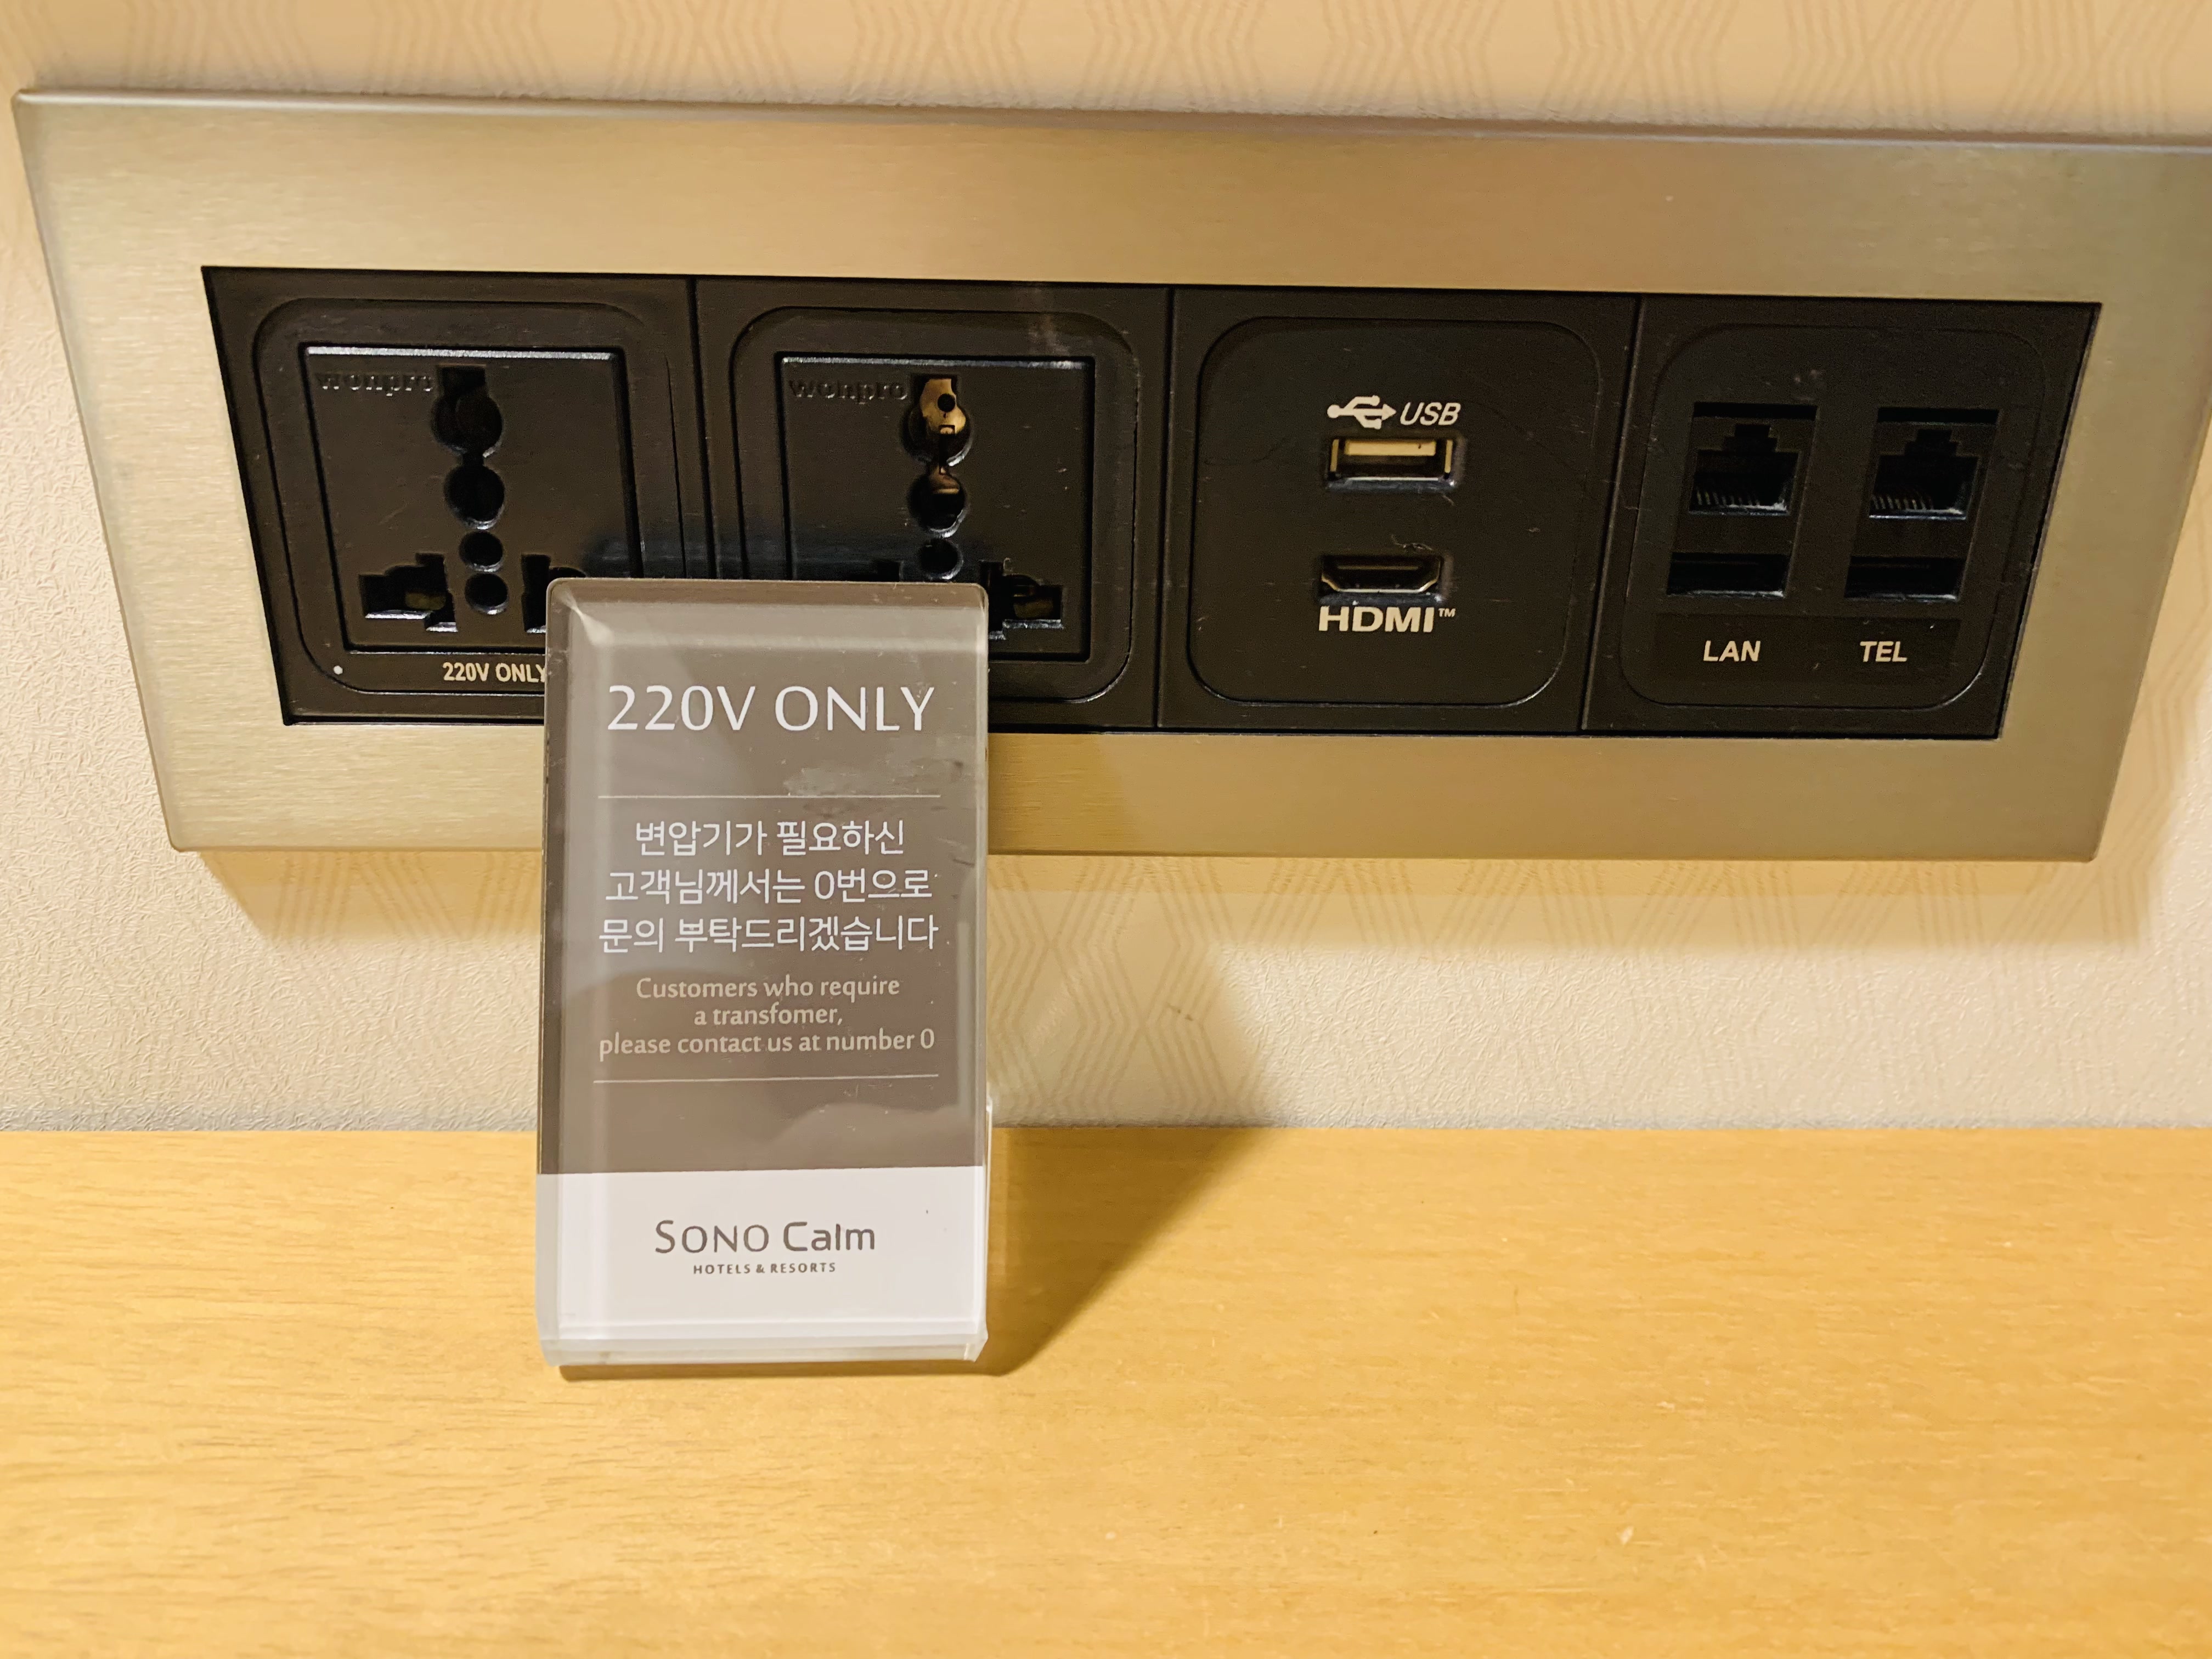 wonpro
wonpro
USB
HDMI™
220V ONLY
LAN
TEL
220V ONLY
변압기가 필요하신
고객님께서는 0번으로
문의 부탁드리겠습니다
Customers who require
a transfomer,
please contact us at number 0
SONO Calm
HOTELS & RESORTS